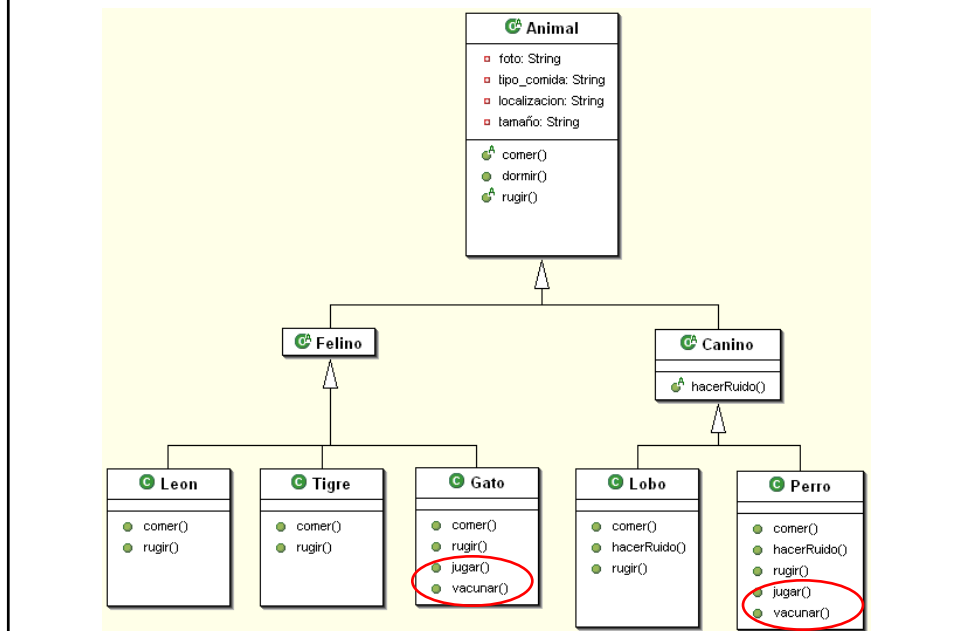 Animal
foto: String
tipo_comida: String
localizacion: String
tamaño: String
comer()
dormir()
rugir()
Felino
Canino
hacerRuido()
Leon
comer()
rugir()
Tigre
comer()
rugir()
Gato
comer()
rugir()
jugar()
vacunar()
Lobo
comer()
hacerRuido()
rugir()
Perro
comer()
hacerRuido()
rugir()
jugar()
vacunar()